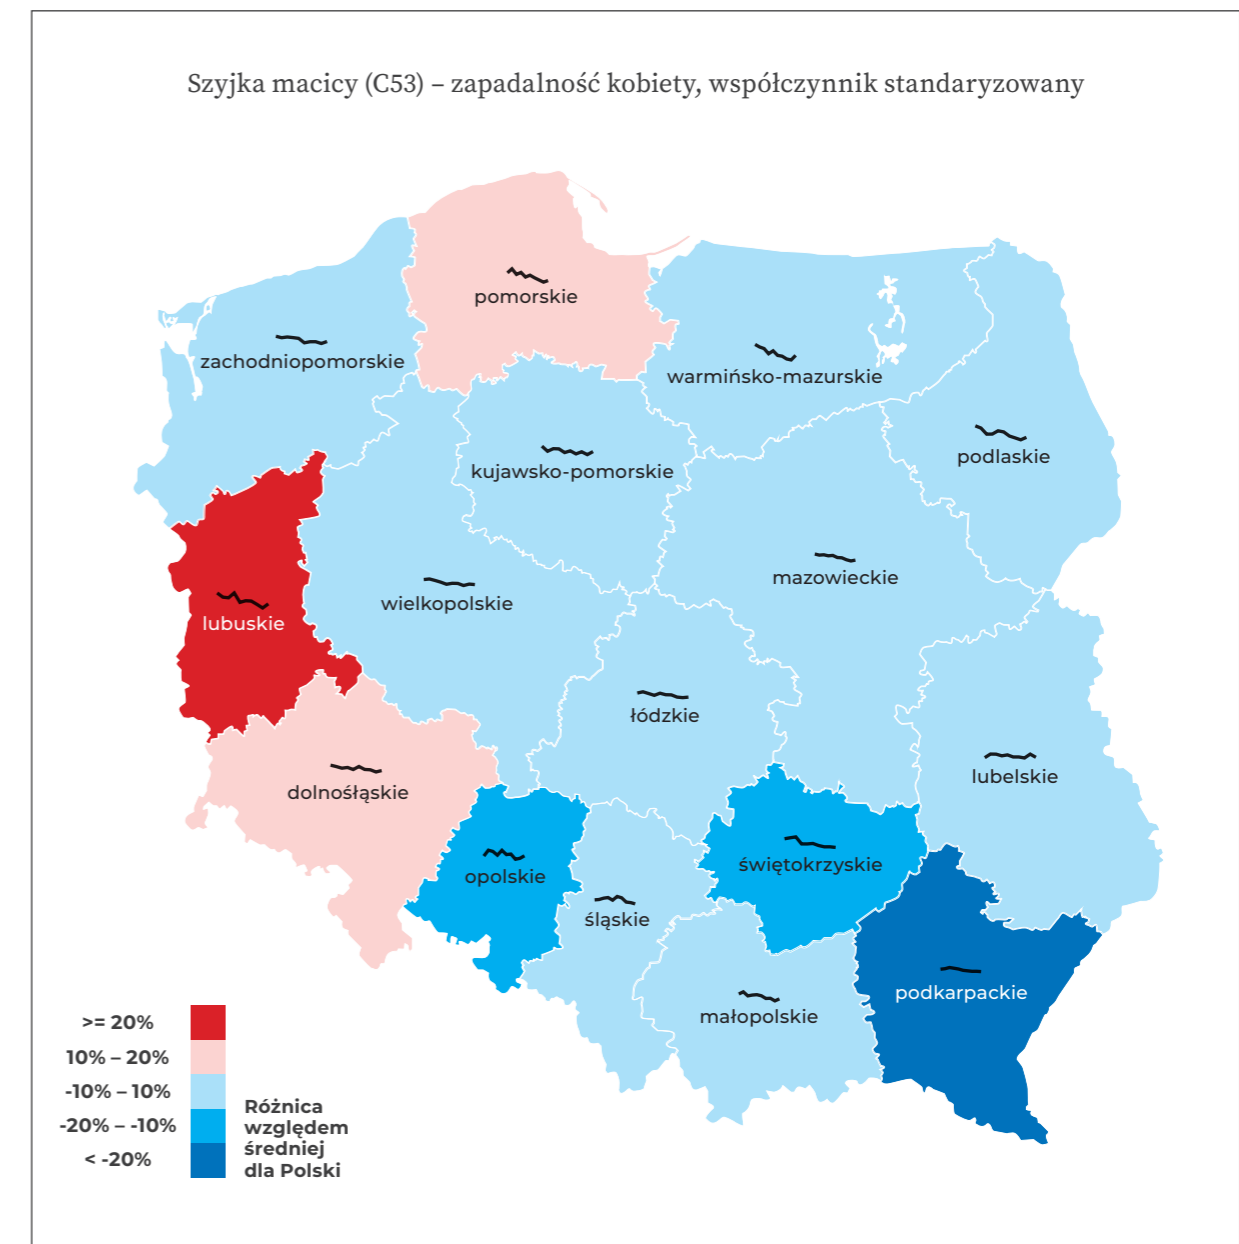 Szyjka macicy (C53) – zapadalność kobiety, współczynnik standaryzowany
pomorskie
zachodniopomorskie
warmińsko-mazurskie
podlaskie
kujawsko-pomorskie
mazowieckie
wielkopolskie
lubuskie
łódzkie
lubelskie
dolnośląskie
świętokrzyskie
opolskie
śląskie
podkarpackie
małopolskie
>= 20%
10% – 20%
-10% – 10%
-20% – -10%
< -20%
Różnica
względem
średniej
dla Polski